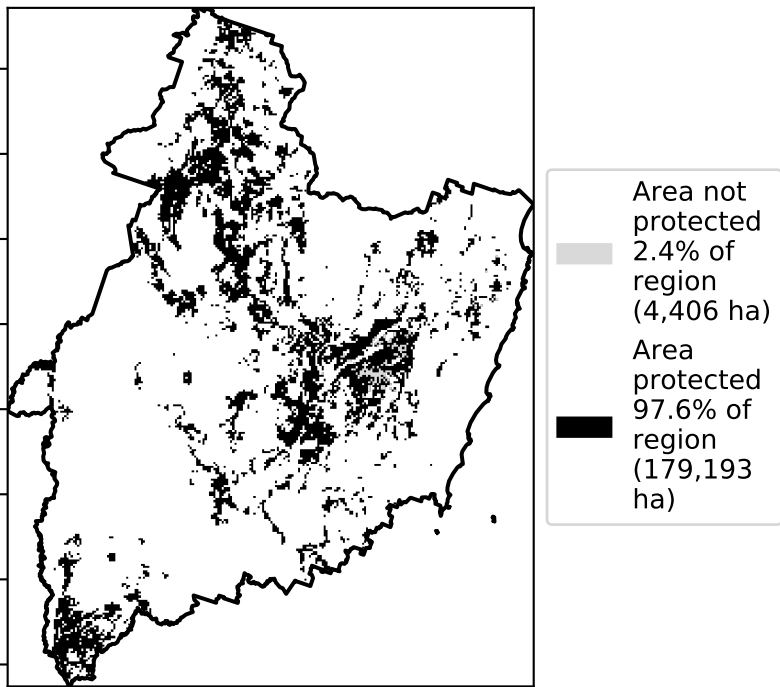 Area not
protected
2.4% of
region
(4,406 ha)
Area
protected
97.6% of
region
(179,193
ha)